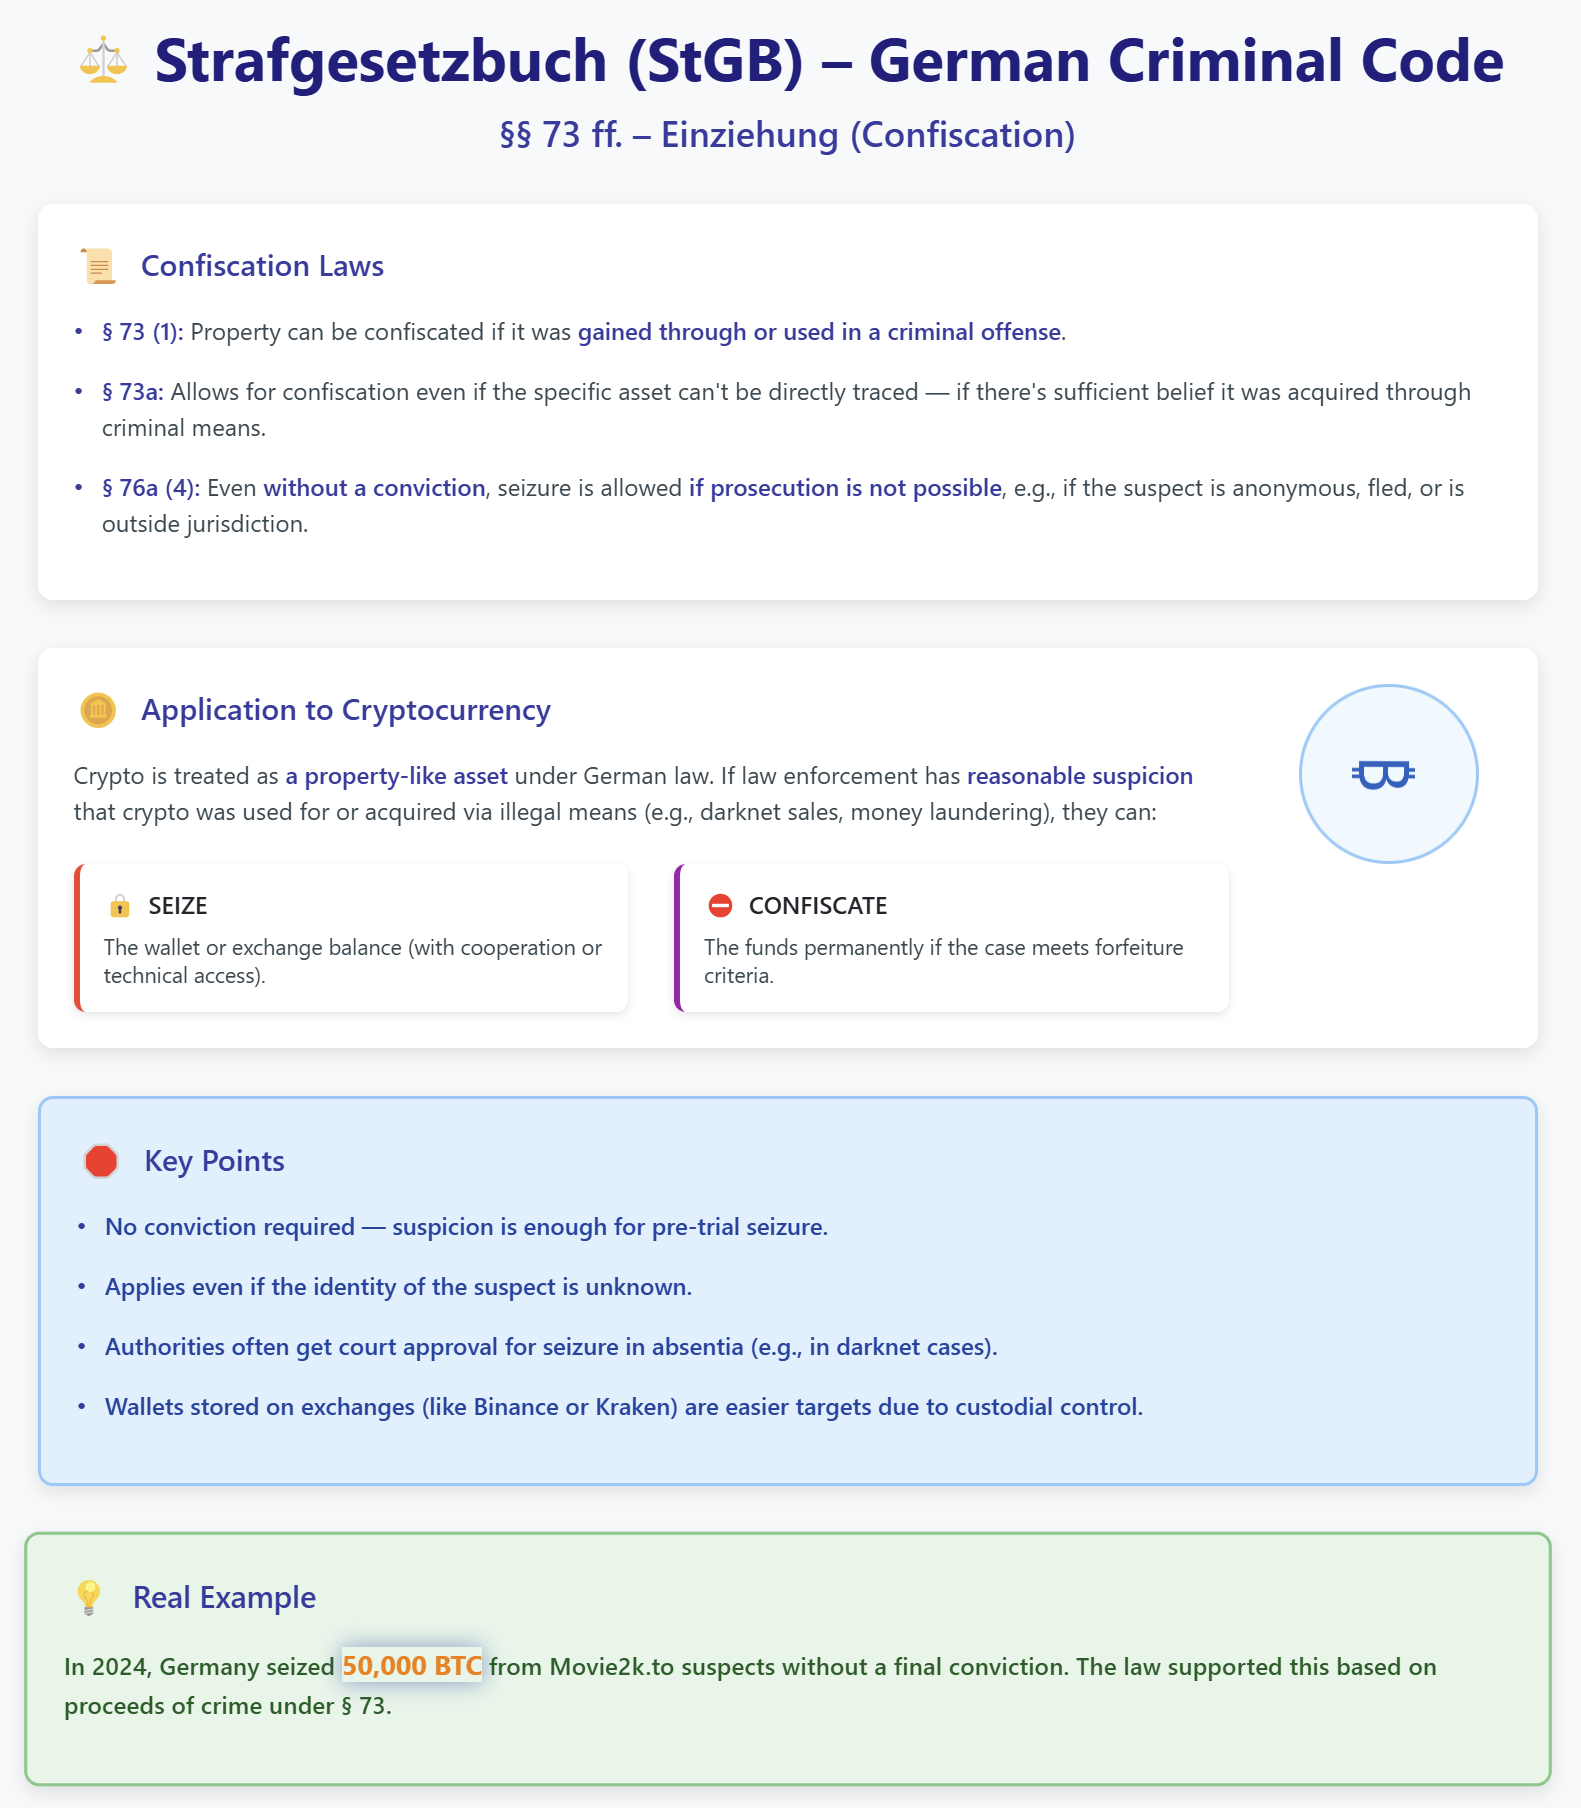 Strafgesetzbuch (StGB) – German Criminal Code
§§ 73 ff. – Einziehung (Confiscation)
Confiscation Laws
• § 73 (1): Property can be confiscated if it was gained through or used in a criminal offense.
• § 73a: Allows for confiscation even if the specific asset can't be directly traced — if there's sufficient belief it was acquired through
criminal means.
• § 76a (4): Even without a conviction, seizure is allowed if prosecution is not possible, e.g., if the suspect is anonymous, fled, or is
outside jurisdiction.
Application to Cryptocurrency
Crypto is treated as a property-like asset under German law. If law enforcement has reasonable suspicion
that crypto was used for or acquired via illegal means (e.g., darknet sales, money laundering), they can:
SEIZE
The wallet or exchange balance (with cooperation or
technical access).
CONFISCATE
The funds permanently if the case meets forfeiture
criteria.
Key Points
• No conviction required — suspicion is enough for pre-trial seizure.
• Applies even if the identity of the suspect is unknown.
• Authorities often get court approval for seizure in absentia (e.g., in darknet cases).
• Wallets stored on exchanges (like Binance or Kraken) are easier targets due to custodial control.
Real Example
In 2024, Germany seized 50,000 BTC from Movie2k.to suspects without a final conviction. The law supported this based on
proceeds of crime under § 73.